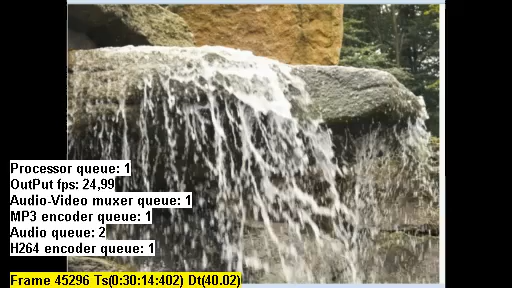 Processor queue: 1
OutPut fps: 24,99
Audio-Video muxer queue: 1
MP3 encoder queue: 1
Audio queue: 2
H264 encoder queue: 1
Frame 45296 Ts(0:30:14:402) Dt(40.02)